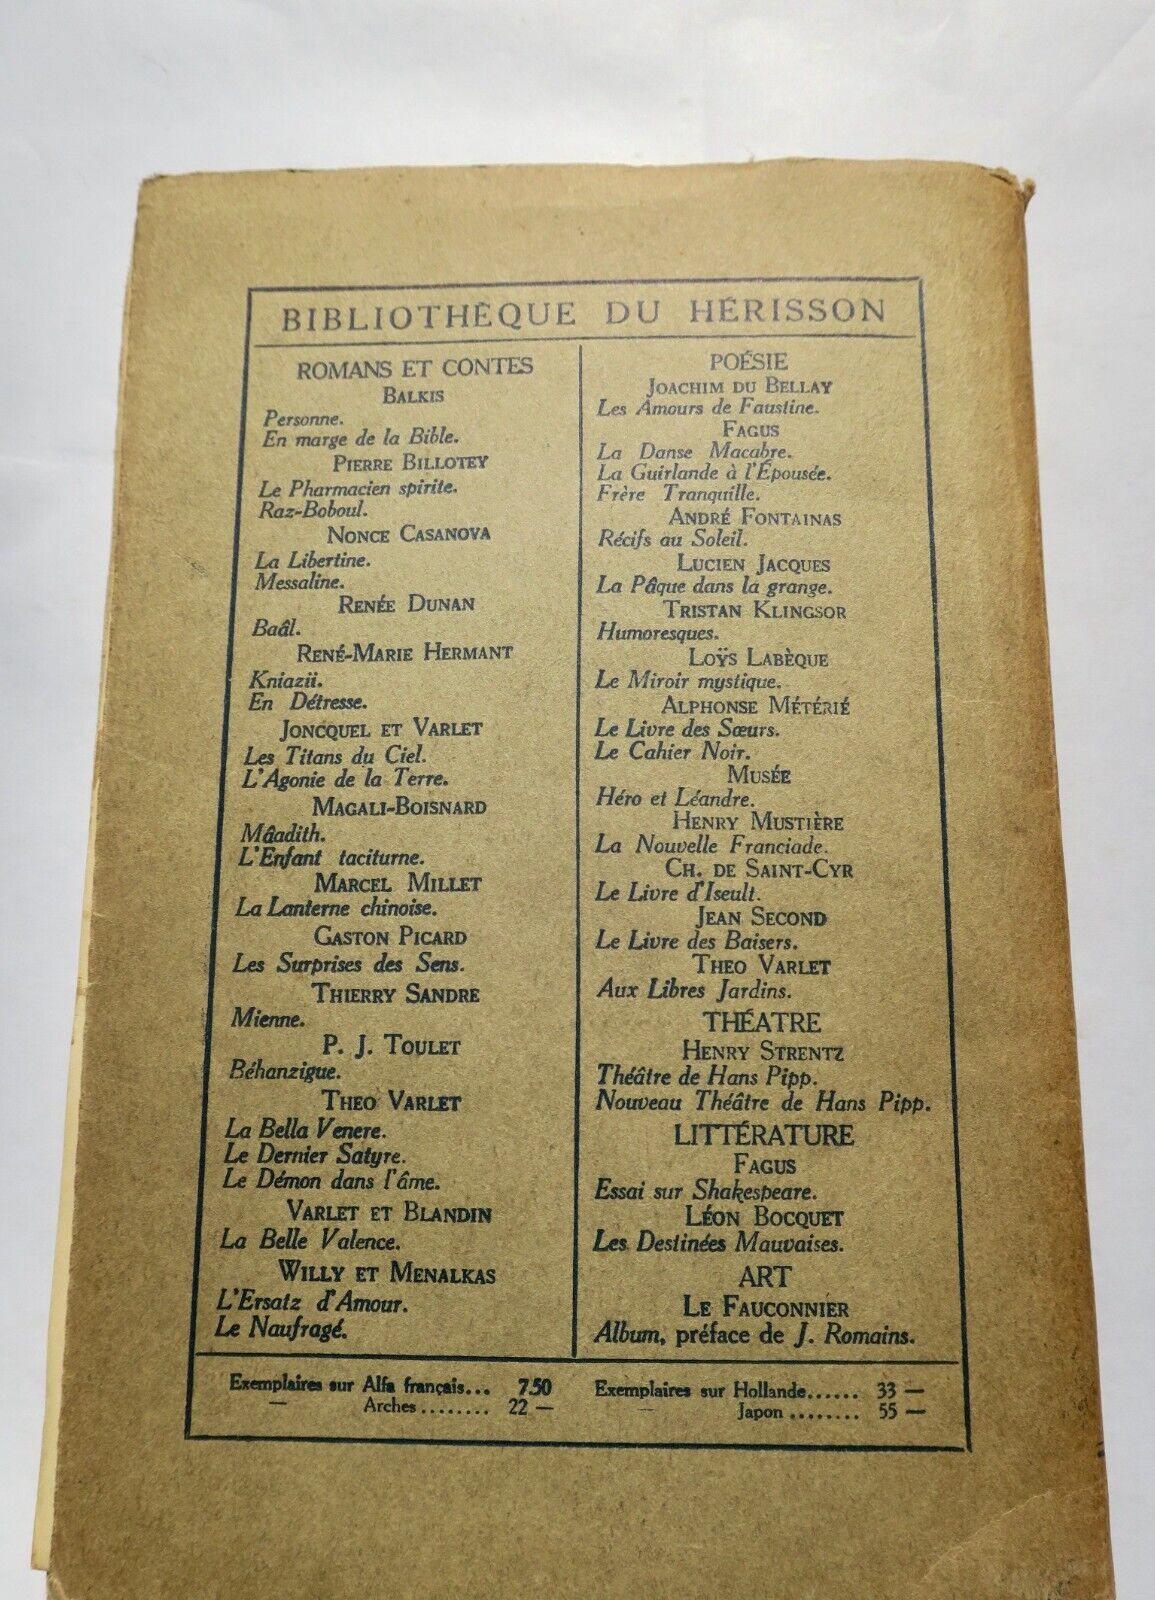 BIBLIOTHÈQUE DU HÉRISSON
ROMANS ET CONTES
BALKIS
Personne.
En marge de la Bible.
PIERRE BILLOTEY
Le Pharmacien spirite.
Raz-Boboul.
NONCE CASANOVA
La Libertine.
Messaline.
RENÉE DUNAN
Baâl.
RENÉ-MARIE HERMANT
Kniazii.
En Détresse.
JONCQUEL ET VARLET
Les Titans du Ciel.
L'Agonie de la Terre.
MAGALI-BOISNARD
Mâadith.
L'Enfant taciturne.
MARCEL MILLET
La Lanterne chinoise.
GASTON PICARD
Les Surprises des Sens.
THIERRY SANDRE
Mienne.
P. J. TOULET
Béhanzigue.
THEO VARLET
La Bella Venere.
Le Dernier Satyre.
Le Démon dans l'âme.
VARLET ET BLANDIN
La Belle Valence.
WILLY ET MENALKAS
L'Ersatz d'Amour.
Le Naufragé.
POÉSIE
JOACHIM DU BELLAY
Les Amours de Faustine.
FAGUS
La Danse Macabre.
La Guirlande à l'Épousée.
Frère Tranquille.
ANDRÉ FONTAINAS
Récifs au Soleil.
LUCIEN JACQUES
La Pâque dans la grange.
TRISTAN KLINGSOR
Humoresques.
LOŸS LABÈQUE
Le Miroir mystique.
ALPHONSE MÉTÉRIÉ
Le Livre des Sœurs.
Le Cahier Noir.
MUSÉE
Héro et Léandre.
HENRY MUSTIÈRE
La Nouvelle Franciade.
CH. DE SAINT-CYR
Le Livre d'Iseult.
JEAN SECOND
Le Livre des Baisers.
THEO VARLET
Aux Libres Jardins.
THÉATRE
HENRY STRENTZ
Théâtre de Hans Pipp.
Nouveau Théâtre de Hans Pipp.
LITTÉRATURE
FAGUS
Essai sur Shakespeare.
LÉON BOCQUET
Les Destinées Mauvaises.
ART
LE FAUCONNIER
Album, préface de J. Romains.
Exemplaires sur Alfa français... 7.50
— Arches ........ 22 —
Exemplaires sur Hollande...... 33 —
— Japon ........ 55 —